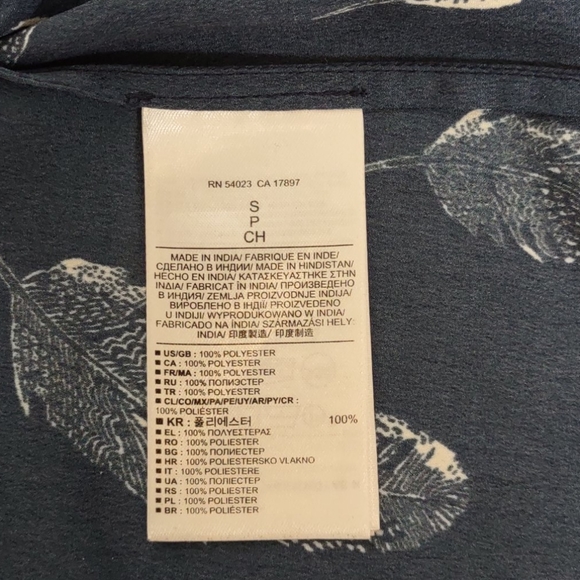 RN 54023 CA 17897
S
P
CH
MADE IN INDIA/ FABRIQUE EN INDE/
СДЕЛАНО В ИНДИИ/ MADE IN HINDISTAN/
HECHO EN INDIA/ ΚΑΤΑΣΚΕΥΑΣΤΗΚΕ ΣΤΗΝ
ΙΝΔΙΑ/ FABRICAT ÎN INDIA/ ПРОИЗВЕДЕНО
В ИНДИЯ/ ZEMLJA PROIZVODNJE INDIJA/
ВИРОБЛЕНО В ІНДІЇ/ PROIZVEDENO
U INDIJI/ WYPRODUKOWANO W INDIA/
FABRICADO NA ÍNDIA/ SZÁRMAZÁSI HELY:
INDIA/ 印度製造/ 印度制造
■ US/GB : 100% POLYESTER
■ CA : 100% POLYESTER
■ FR/MA : 100% POLYESTER
■ RU : 100% ПОЛИЭСТЕР
■ TR : 100% POLYESTER
■ CL/CO/MX/PA/PE/UY/AR/PY/CR :
100% POLIÉSTER
■ KR : 폴리에스터 100%
■ EL : 100% ΠΟΛΥΕΣΤΕΡΑΣ
■ RO : 100% POLIESTER
■ BG : 100% ПОЛИЕСТЕР
■ HR : 100% POLIESTERSKO VLAKNO
■ IT : 100% POLIESTERE
■ UA : 100% ПОЛІЕСТЕР
■ RS : 100% POLIESTER
■ PL : 100% POLIESTER
■ BR : 100% POLIÉSTER